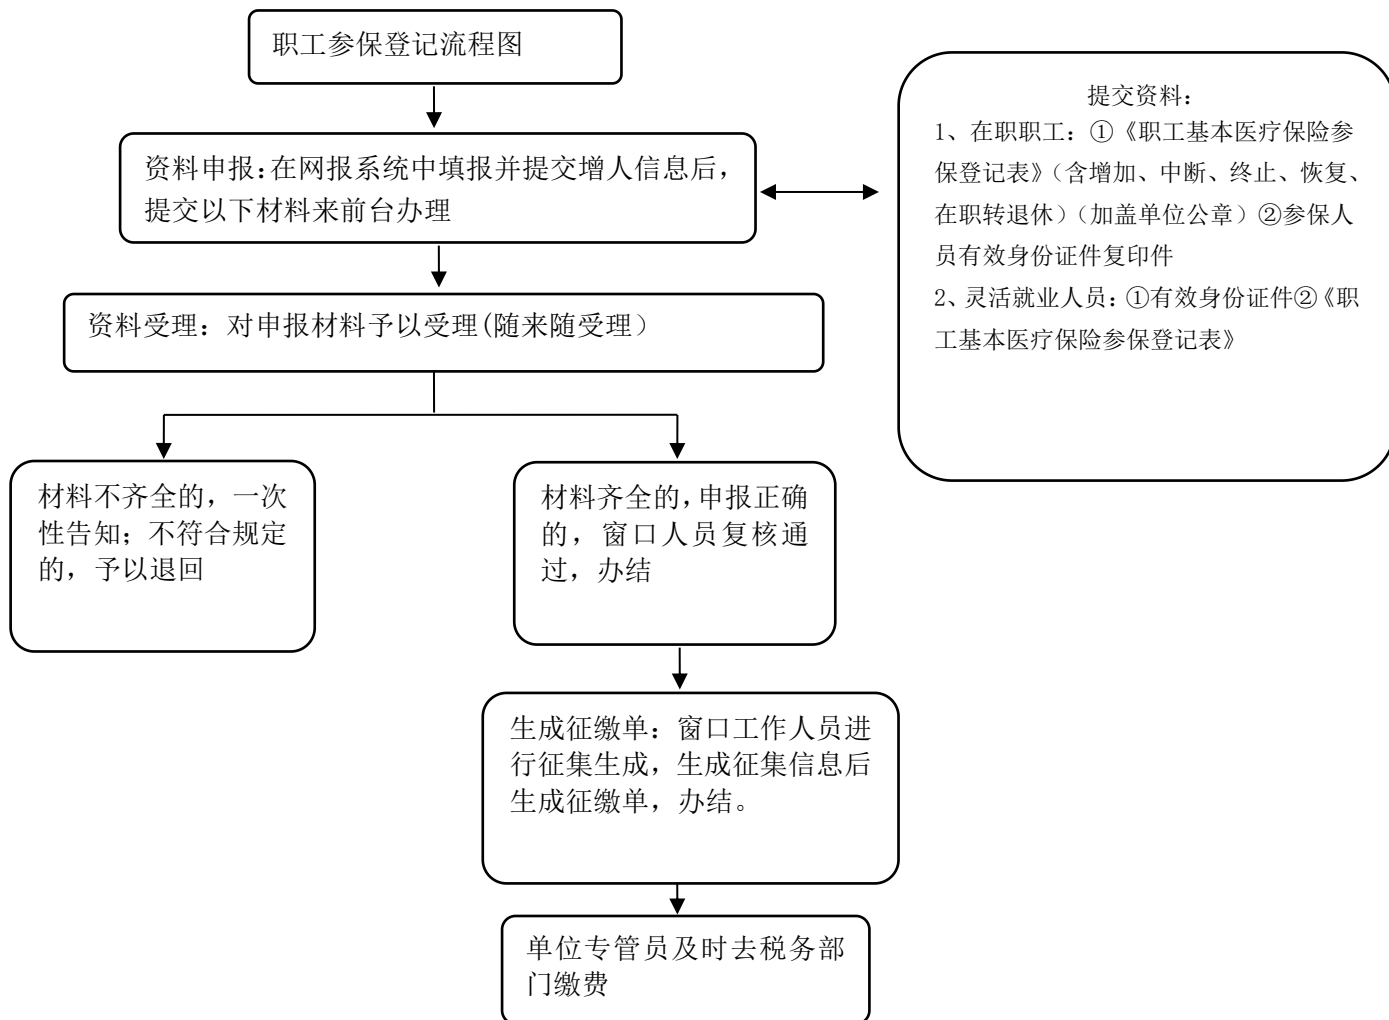 职工参保登记流程图
资料申报：在网报系统中填报并提交增人信息后，
提交以下材料来前台办理
提交资料：
1、在职职工：①《职工基本医疗保险参
保登记表》（含增加、中断、终止、恢复、
在职转退休）（加盖单位公章）②参保人
员有效身份证件复印件
2、灵活就业人员：①有效身份证件②《职
工基本医疗保险参保登记表》
资料受理：对申报材料予以受理(随来随受理）
材料不齐全的，一次
性告知；不符合规定
的，予以退回
材料齐全的，申报正确
的，窗口人员复核通
过，办结
生成征缴单：窗口工作人员进
行征集生成，生成征集信息后
生成征缴单，办结。
单位专管员及时去税务部
门缴费